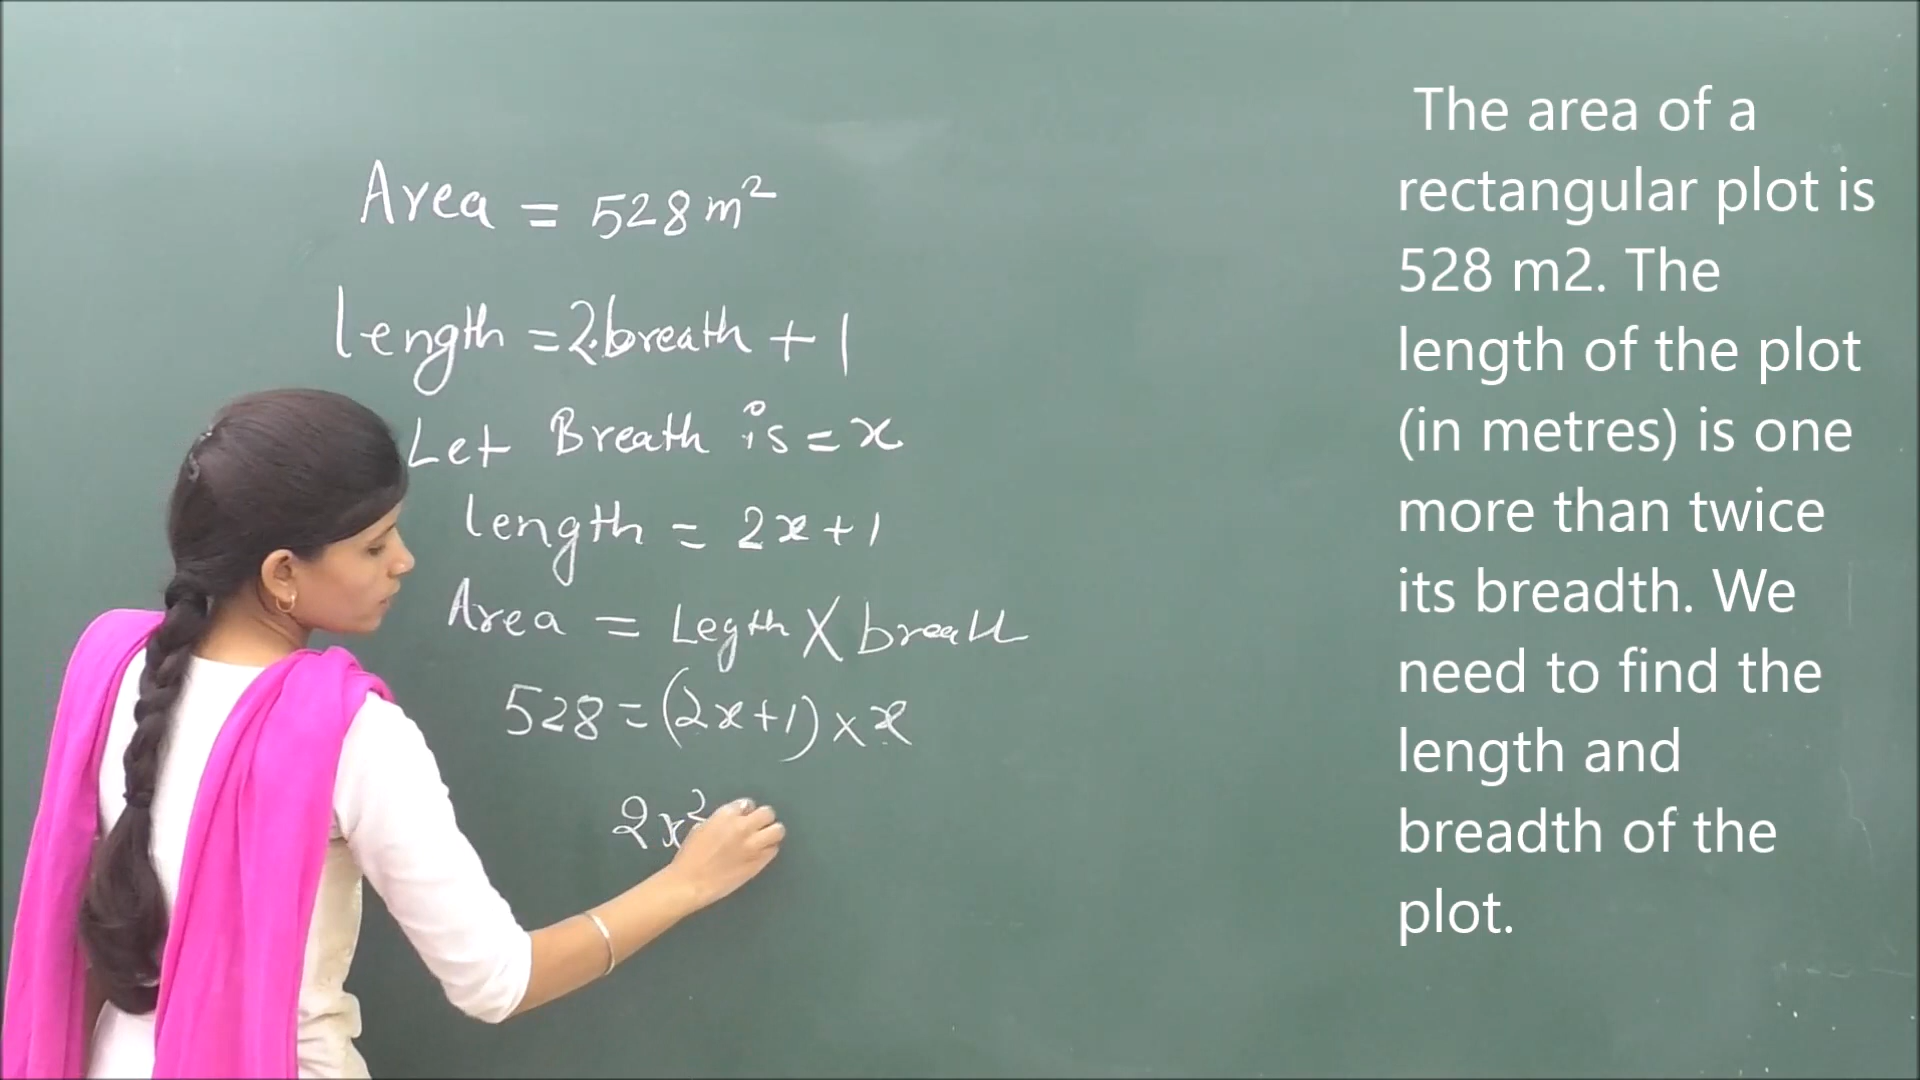 Area = 528 m²
length = 2.breath + 1
Let Breath is = x
length = 2x+1
Area = Legth X breath
528 = (2x+1) × x
2x²
The area of a
rectangular plot is
528 m2. The
length of the plot
(in metres) is one
more than twice
its breadth. We
need to find the
length and
breadth of the
plot.